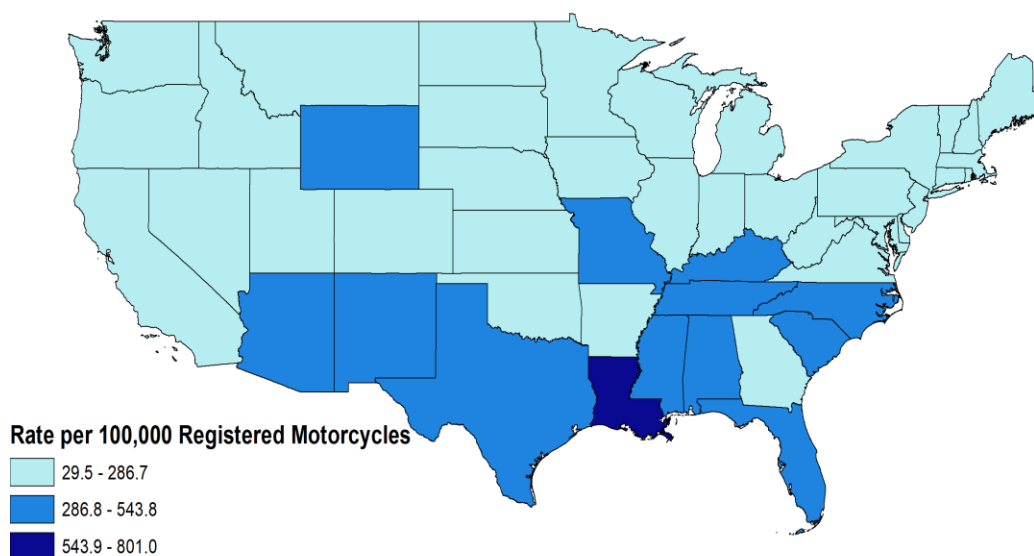 Rate per 100,000 Registered Motorcycles
29.5 - 286.7
286.8 - 543.8
543.9 - 801.0